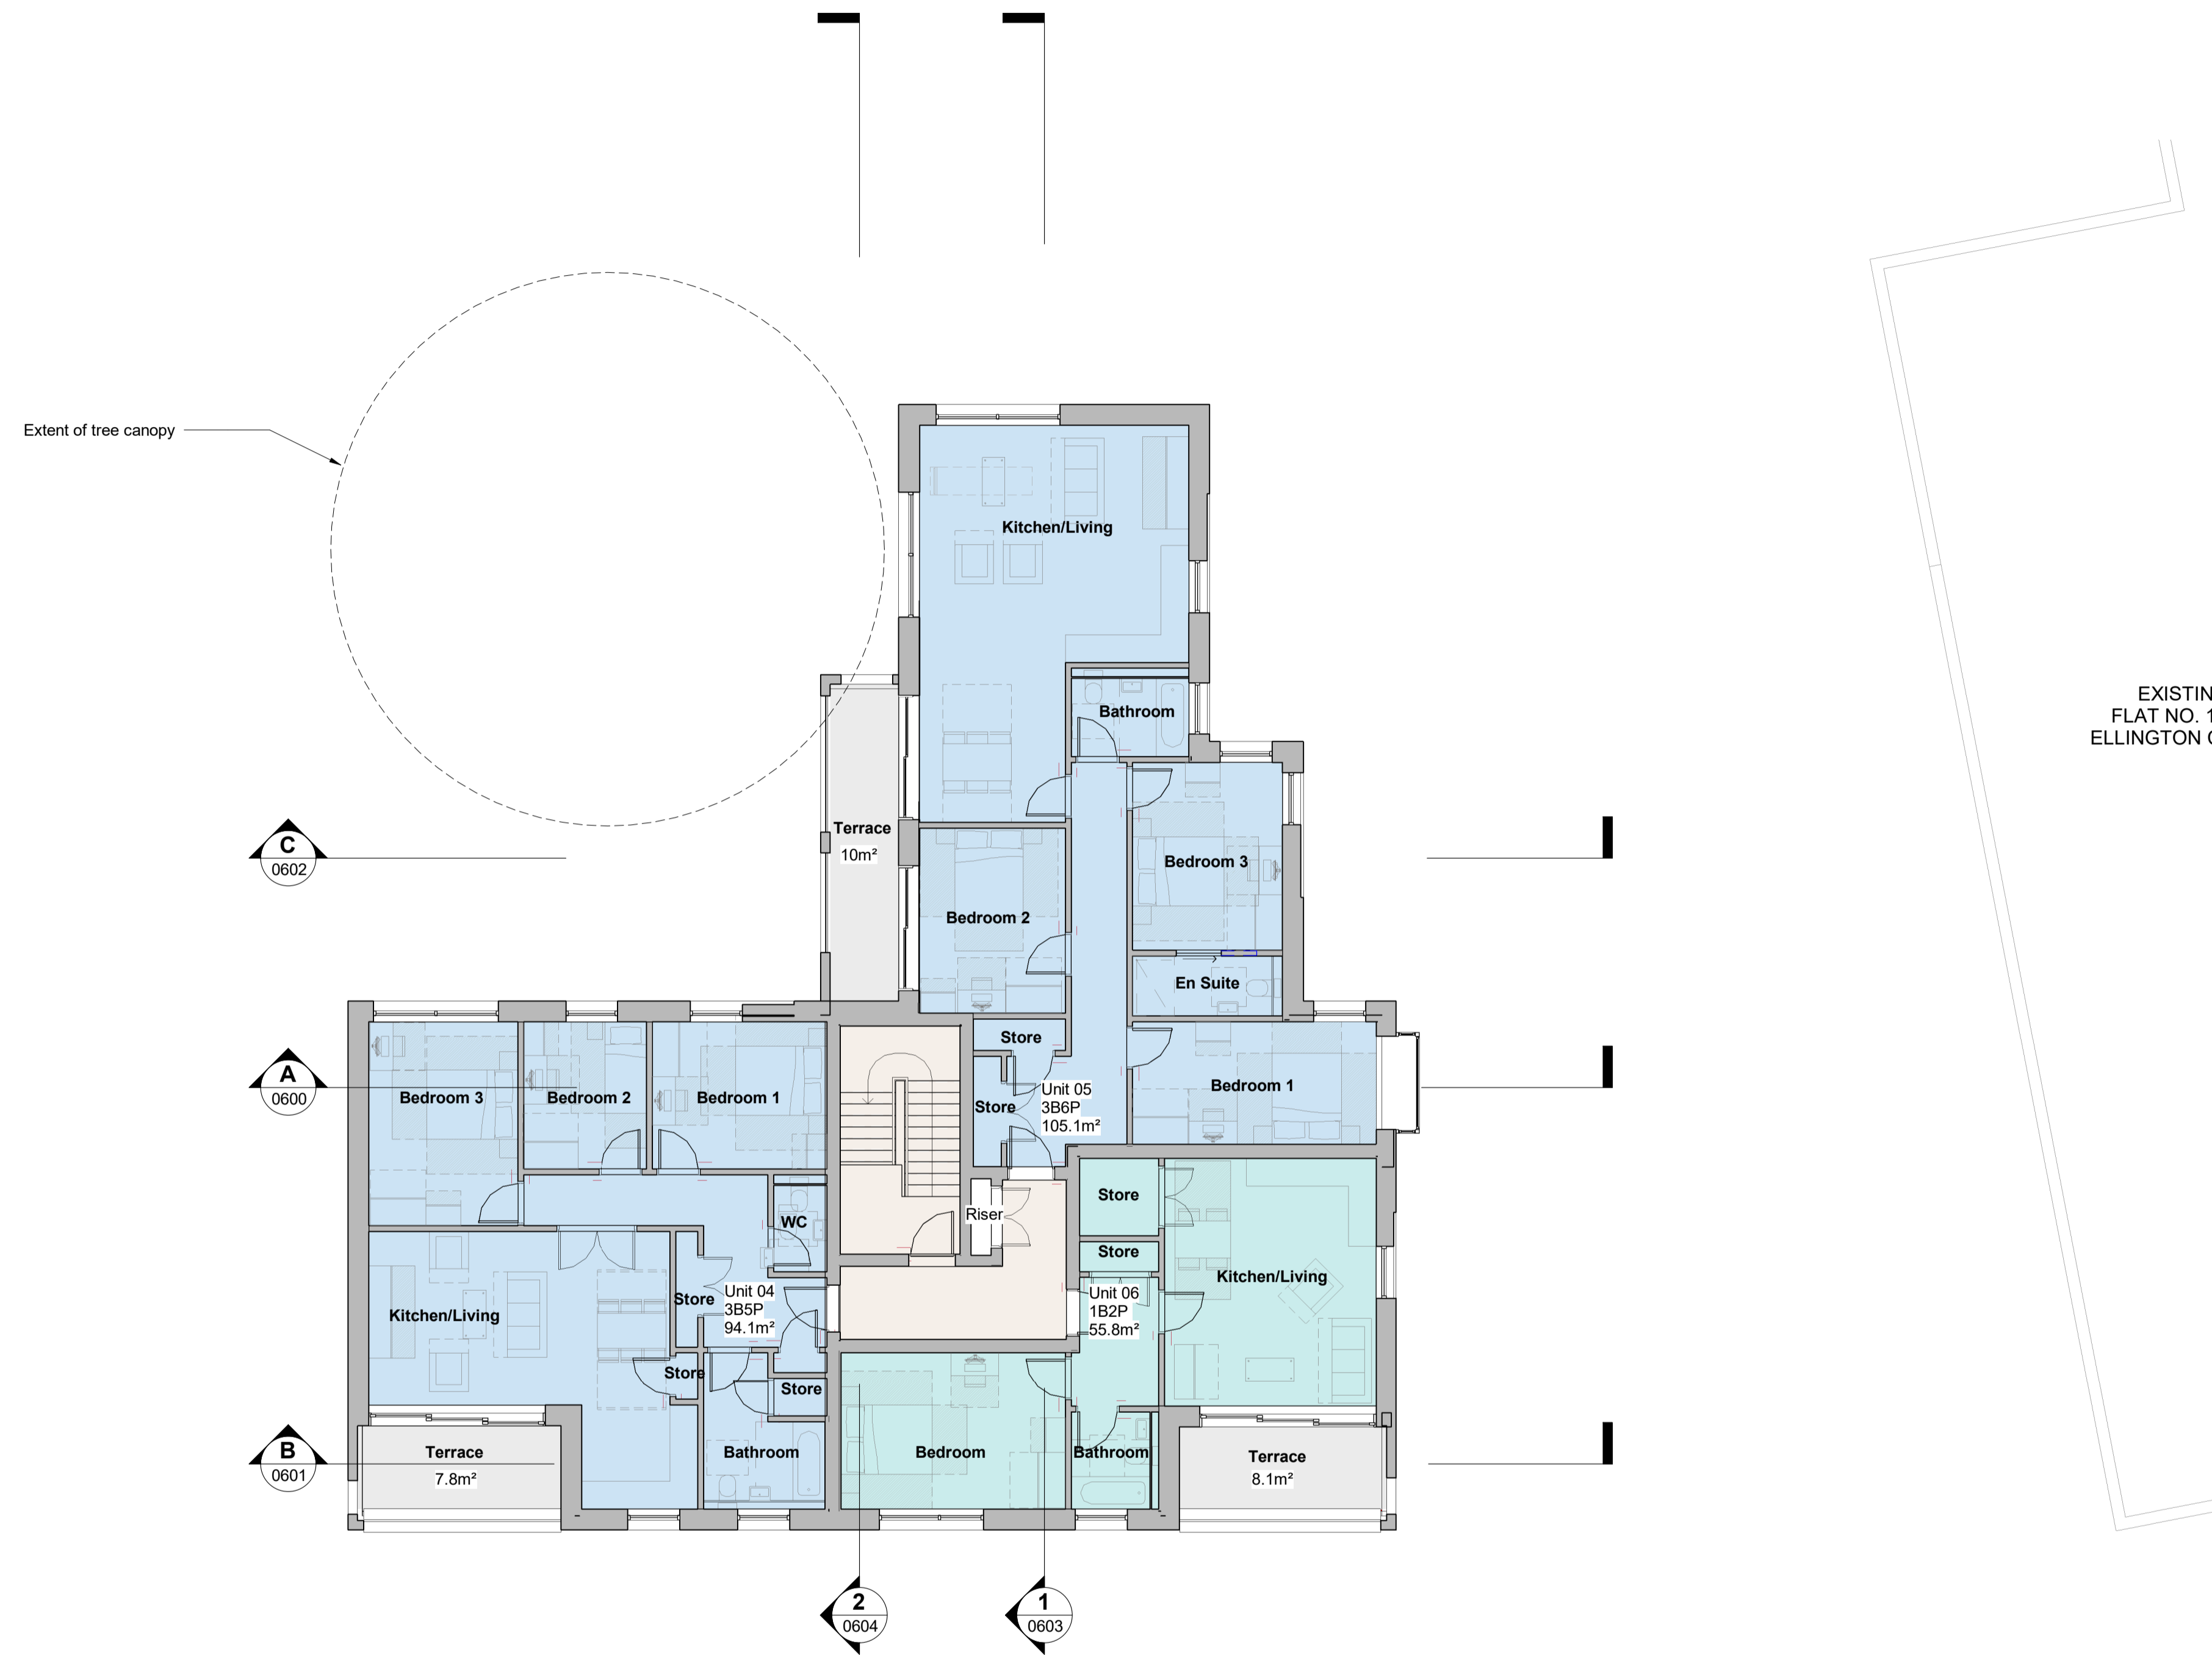 Extent of tree canopy
Kitchen/Living
EXISTIN
FLAT NO. 1
ELLINGTON
Bathroom
Terrace
10m²
C
0602
Bedroom 3
Bedroom 2
En Suite
Store
A
0600
Bedroom 3
Bedroom 2
Bedroom 1
Store
Unit 05
3B6P
105.1m²
Bedroom 1
WC
Riser
Store
Store
Kitchen/Living
Store
Unit 04
3B5P
94.1m²
Unit 06
1B2P
55.8m²
Kitchen/Living
Store
Store
B
0601
Terrace
7.8m²
Bathroom
Bedroom
Bathroom
Terrace
8.1m²
2
0604
1
0603